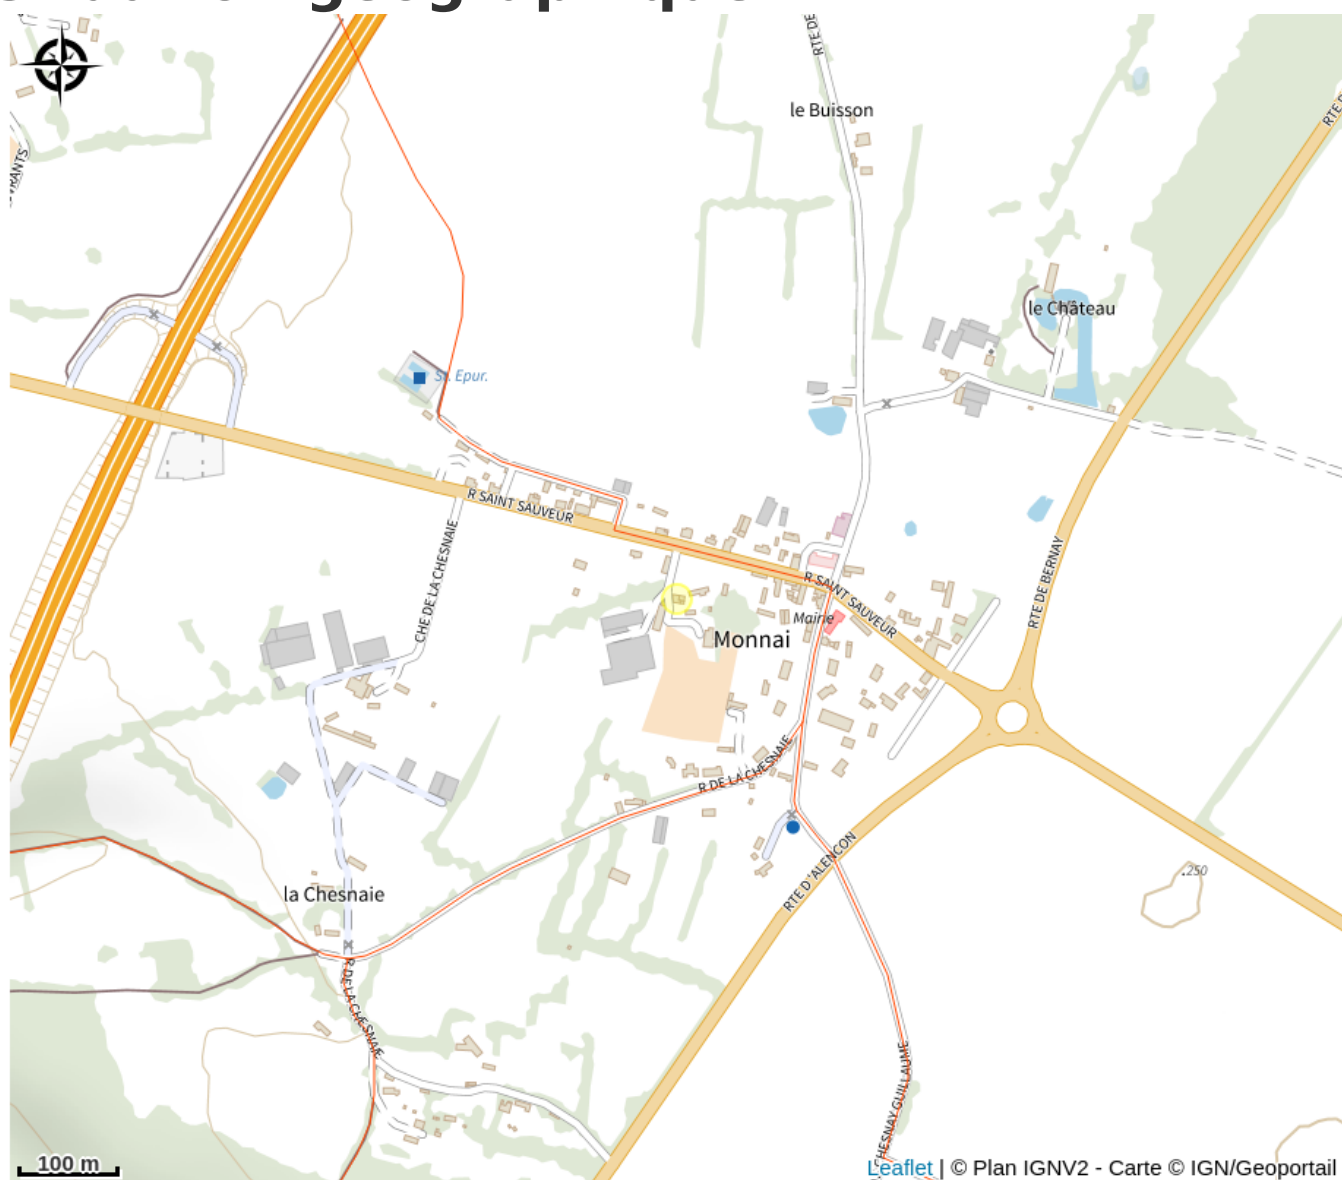 RTE DE
le Buisson
le Château
St. Epur.
R SAINT SAUVEUR
CHE DE LA CHESNAIE
R SAINT SAUVEUR
Mairie
Monnai
RTE DE BERNAY
R DE LA CHESNAIE
RTE D'ALENCON
250
la Chesnaie
R DE LA CHESNAIE
CHESNAY GUILLAUME
100 m
Leaflet | © Plan IGNV2 - Carte © IGN/Geoportail